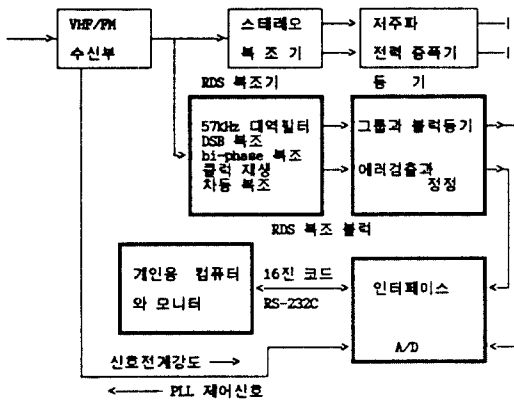 VHF/FM
수신부
스테레오
복 조 기
저주파
전력 증폭기
RDS 복조기
동 기
57kHz 대역필터
DSB 복조
bi-phase 복조
클럭 재생
차등 복조
그룹과 블럭동기
에러검출과
정정
RDS 복조 블럭
개인용 컴퓨터
와 모니터
16진 코드
RS-232C
인터페이스
A/D
신호전계강도
PLL 제어신호